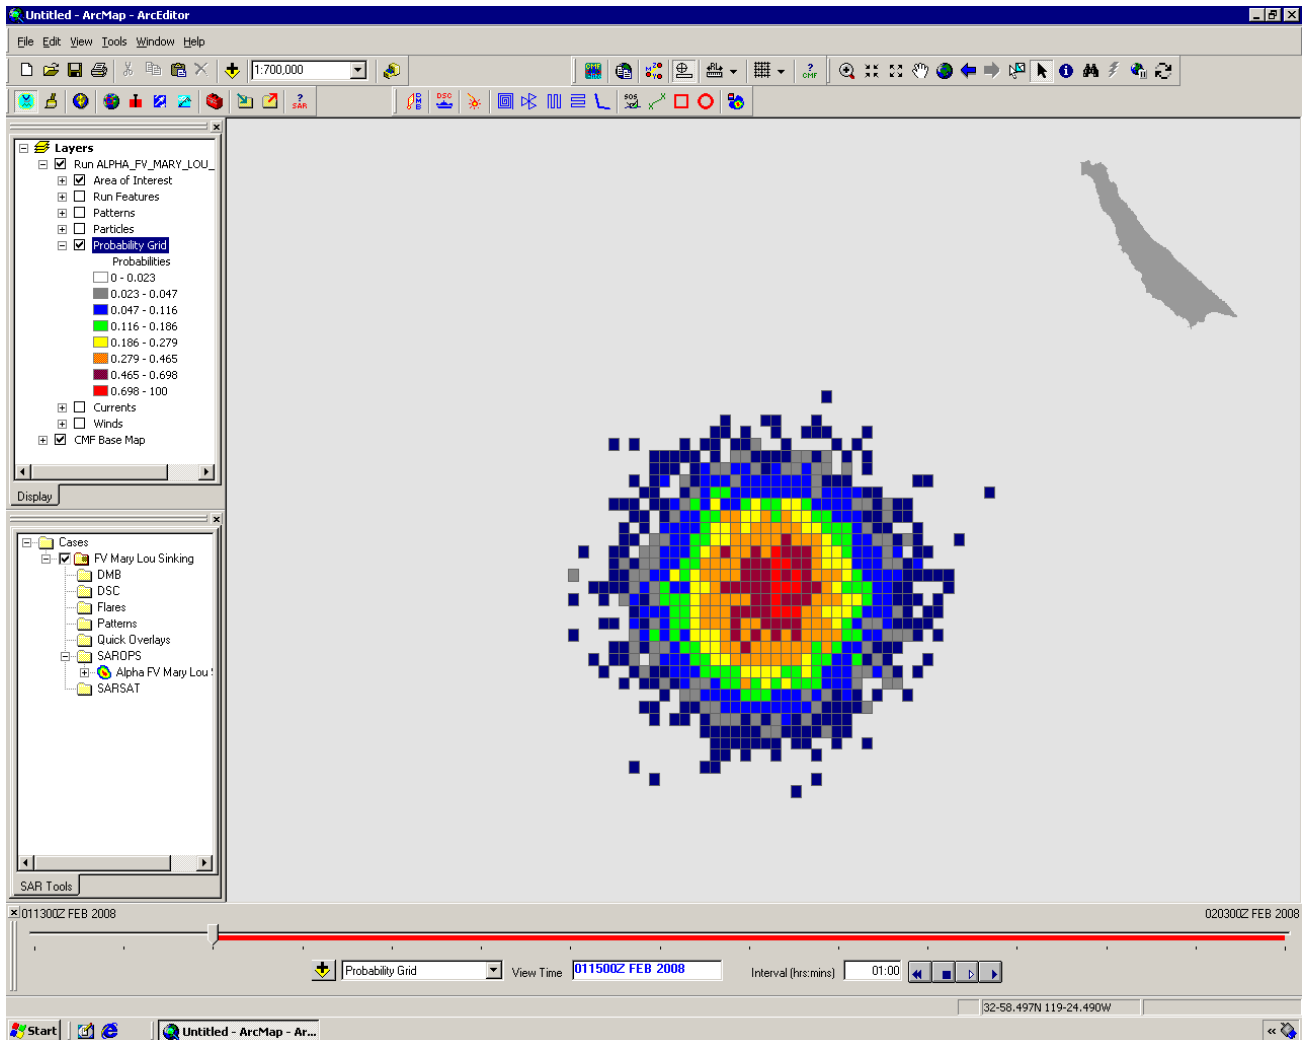 Untitled - ArcMap - ArcEditor
File Edit View Tools Window Help
1:700,000
? CMF
DMB
DSC
SOS
? SAR
Layers
Run ALPHA_FV_MARY_LOU_
Area of Interest
Run Features
Patterns
Particles
Probability Grid
Probabilities
0 - 0.023
0.023 - 0.047
0.047 - 0.116
0.116 - 0.186
0.186 - 0.279
0.279 - 0.465
0.465 - 0.698
0.698 - 100
Currents
Winds
CMF Base Map
Display
Cases
FV Mary Lou Sinking
DMB
DSC
Flares
Patterns
Quick Overlays
SAROPS
Alpha FV Mary Lou
SARSAT
SAR Tools
011300Z FEB 2008
020300Z FEB 2008
Probability Grid
View Time
011500Z FEB 2008
Interval (hrs:mins)
01:00
32-58.497N 119-24.490W
Start
Untitled - ArcMap - Ar...